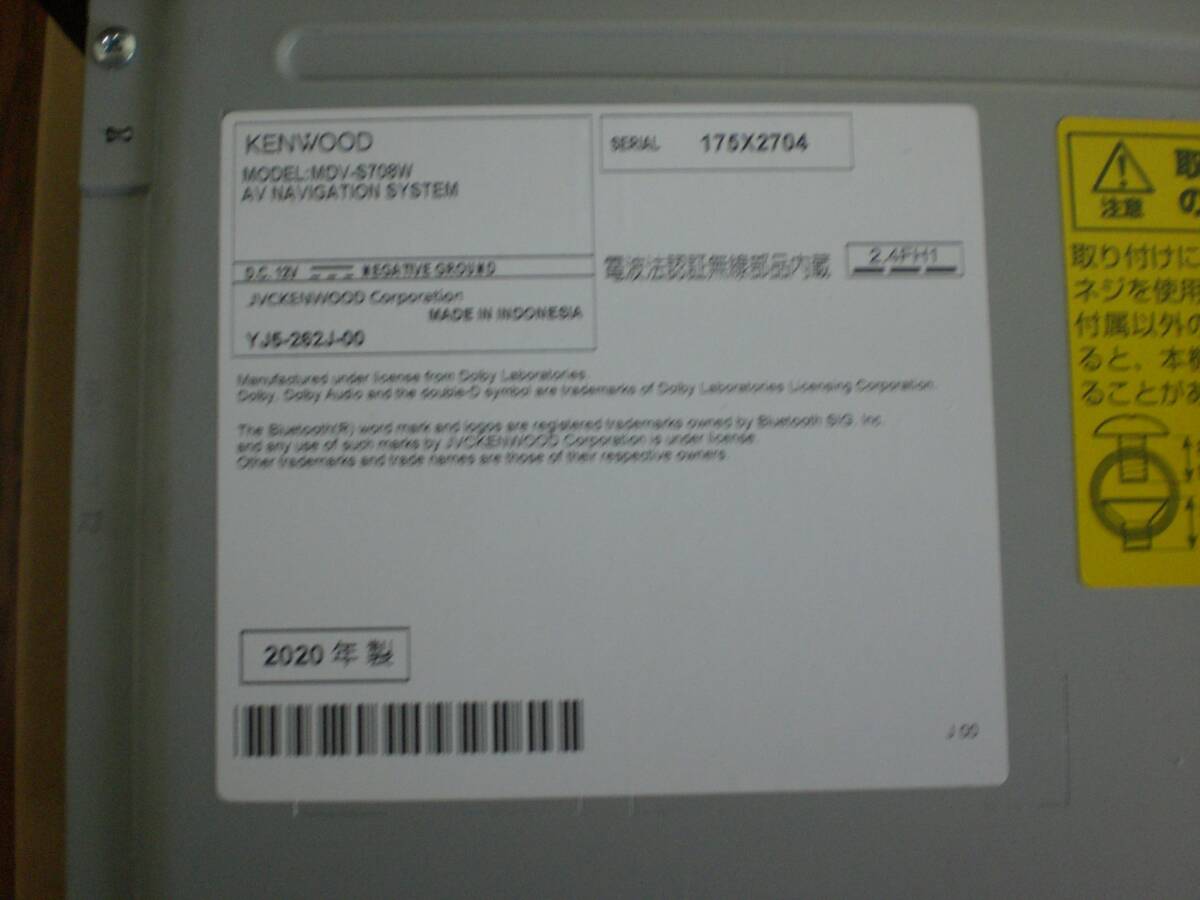 KENWOOD
MODEL:MDV-S708W
AV NAVIGATION SYSTEM
SERIAL 175X2704
D.C. 12V NEGATIVE GROUND
電波法認証無線部品内蔵 2.4FH1
JVCKENWOOD Corporation
MADE IN INDONESIA
YJ5-262J-00
Manufactured under license from Dolby Laboratories.
Dolby, Dolby Audio and the double-D symbol are trademarks of Dolby Laboratories Licensing Corporation.
The Bluetooth(R) word mark and logos are registered trademarks owned by Bluetooth SIG, Inc.
and any use of such marks by JVCKENWOOD Corporation is under license.
Other trademarks and trade names are those of their respective owners.
2020 年 製
J 00
注意
取
の
取り付けに
ネジを使用
付属以外の
ると、本機
ることがあ